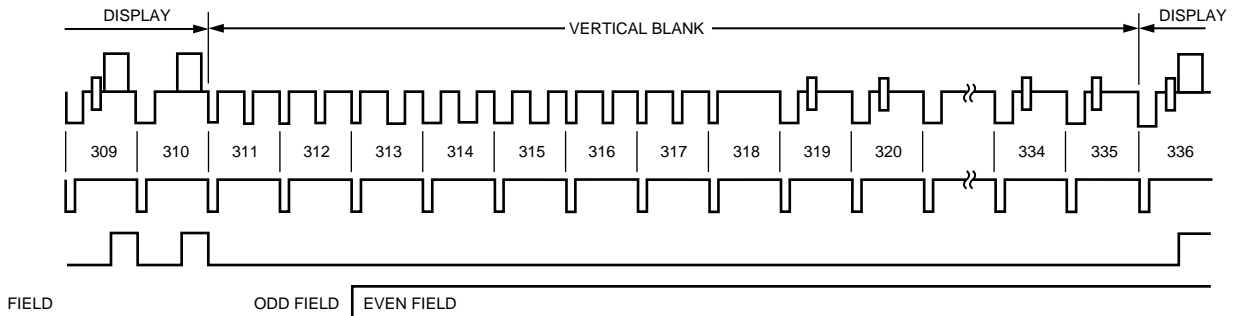 DISPLAY VERTICAL BLANK DISPLAY
309 310 311 312 313 314 315 316 317 318 319 320 334 335 336
FIELD ODD FIELD EVEN FIELD